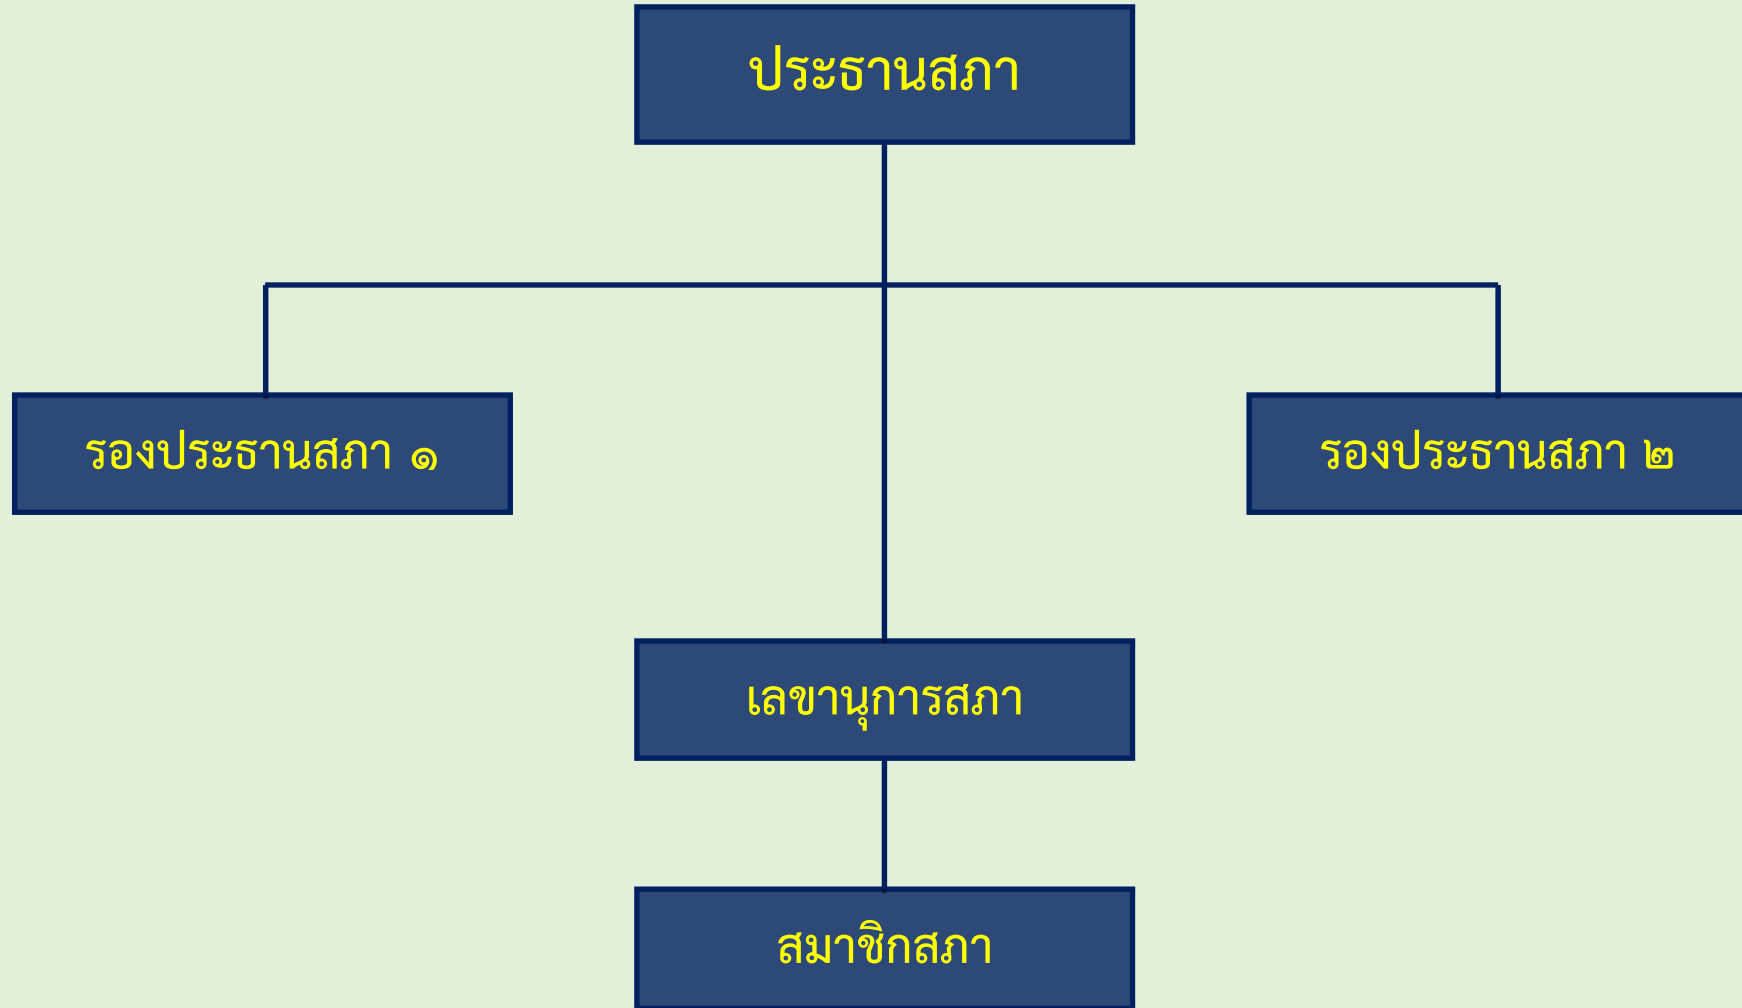 ประธานสภา
รองประธานสภา ๑
รองประธานสภา ๒
เลขานุการสภา
สมาชิกสภา